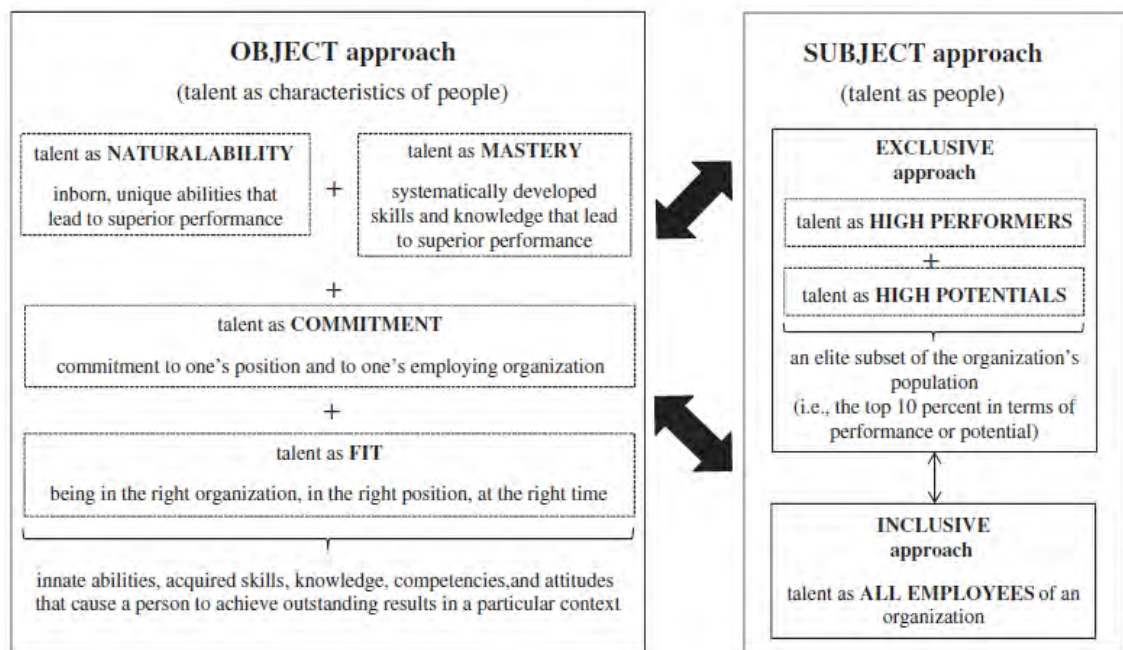 OBJECT approach
(talent as characteristics of people)
talent as NATURALABILITY
inborn, unique abilities that
lead to superior performance
+
talent as MASTERY
systematically developed
skills and knowledge that lead
to superior performance
+
talent as COMMITMENT
commitment to one's position and to one's employing organization
+
talent as FIT
being in the right organization, in the right position, at the right time
innate abilities, acquired skills, knowledge, competencies,and attitudes
that cause a person to achieve outstanding results in a particular context
SUBJECT approach
(talent as people)
EXCLUSIVE
approach
talent as HIGH PERFORMERS
+
talent as HIGH POTENTIALS
an elite subset of the organization's
population
(i.e., the top 10 percent in terms of
performance or potential)
INCLUSIVE
approach
talent as ALL EMPLOYEES of an
organization